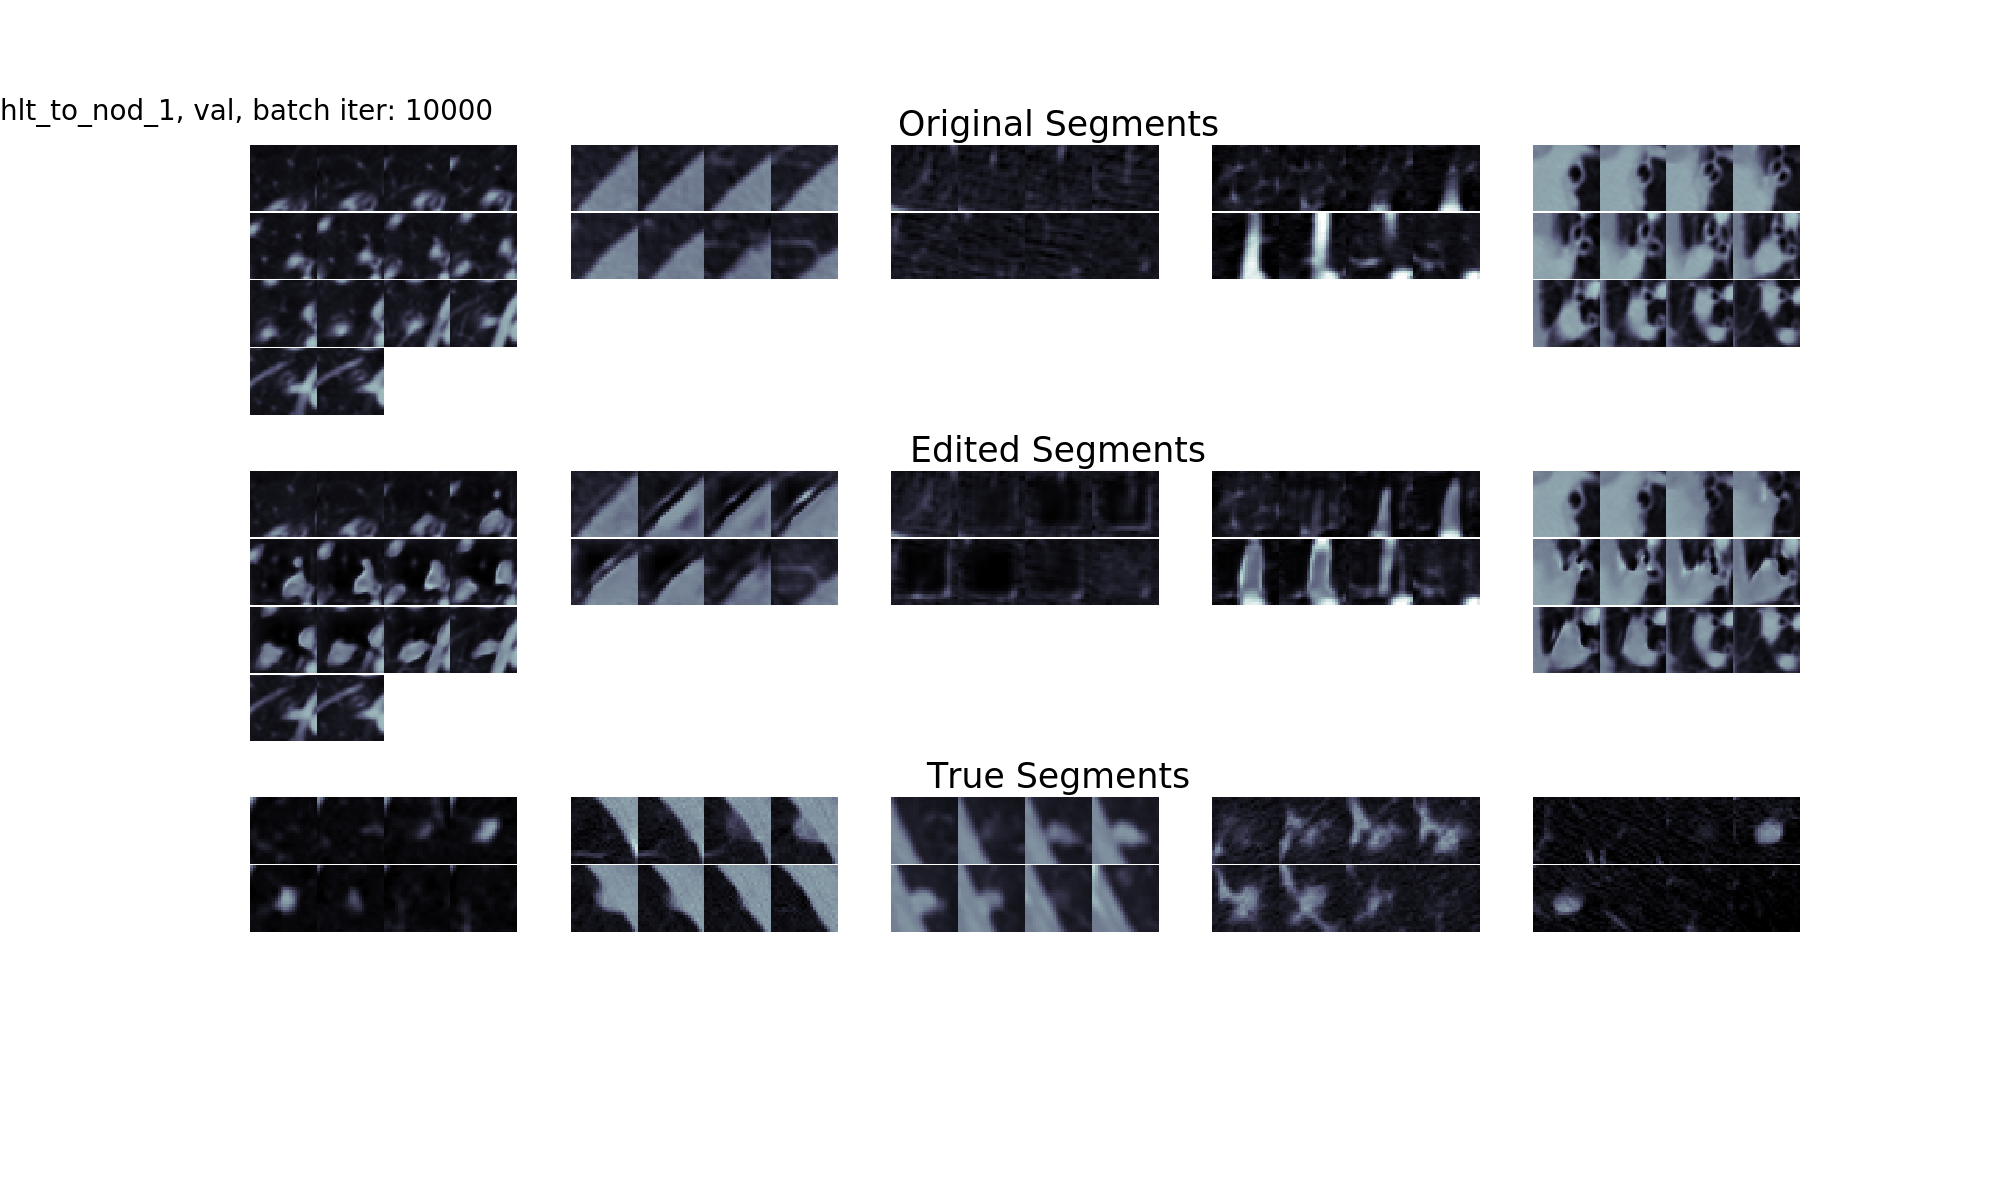 hlt_to_nod_1, val, batch iter: 10000
Original Segments
Edited Segments
True Segments